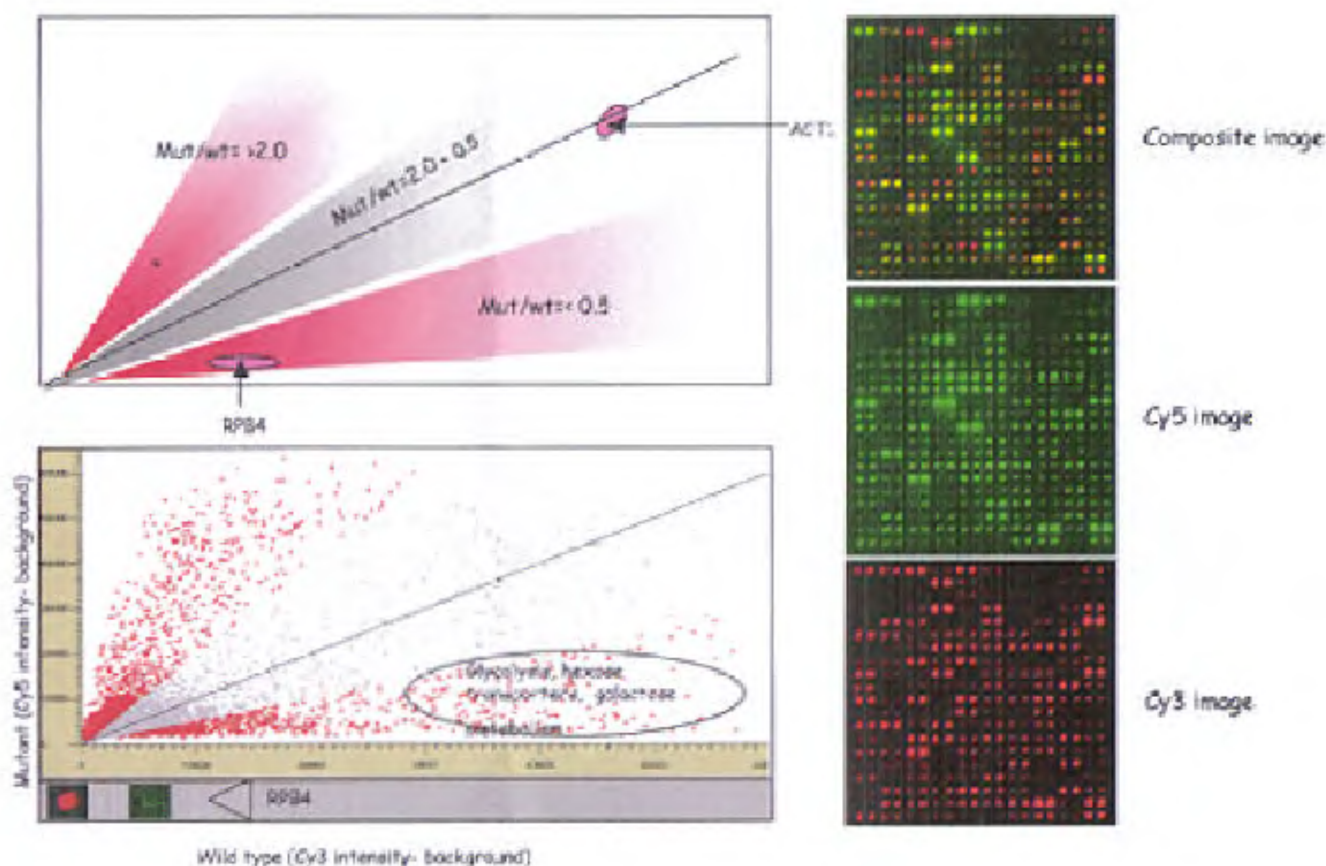 Mut/wt= >2.0
Mut/wt=2.0 - 0.5
Mut/wt=< 0.5
ACT1
RPB4
Mutant (Cy5 intensity- background)
Glycolysis, hexose
transporters, galactose
metabolism
0
RPB4
Wild type (Cy3 intensity- background)
Composite image
Cy5 image
Cy3 image